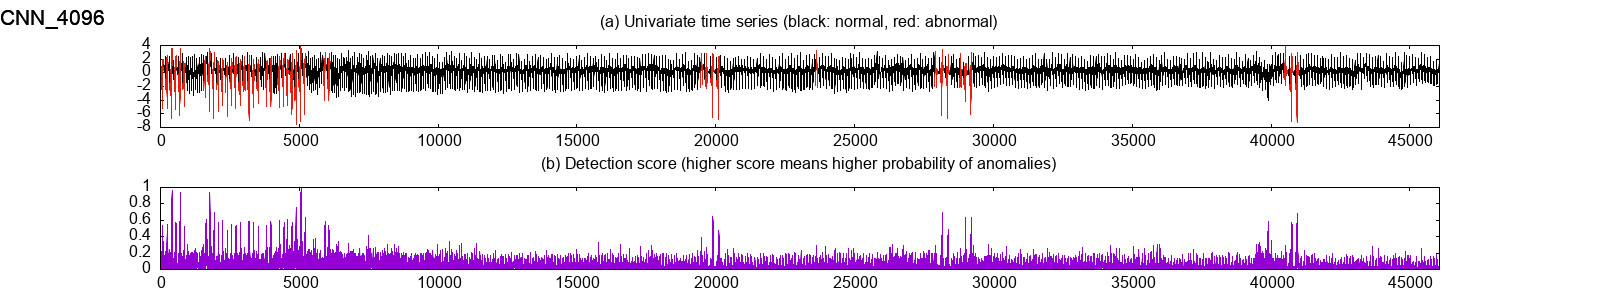 CNN_4096
(a) Univariate time series (black: normal, red: abnormal)
4
2
0
-2
-4
-6
-8
0 5000 10000 15000 20000 25000 30000 35000 40000 45000
(b) Detection score (higher score means higher probability of anomalies)
1
0.8
0.6
0.4
0.2
0
0 5000 10000 15000 20000 25000 30000 35000 40000 45000